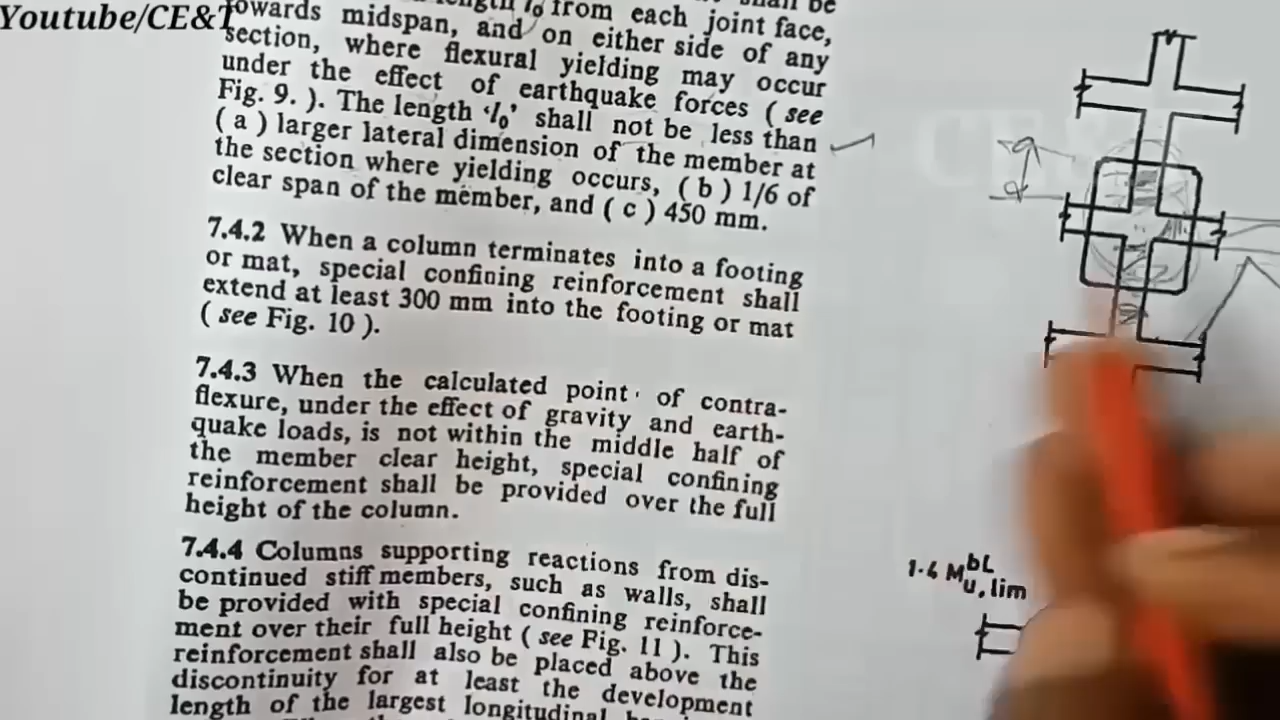 Youtube/CE&T
from each joint face,
towards midspan, and on either side of any
section, where flexural yielding may occur
under the effect of earthquake forces ( see
Fig. 9. ). The length ‘l₀’ shall not be less than
( a ) larger lateral dimension of the member at
the section where yielding occurs, ( b ) 1/6 of
clear span of the member, and ( c ) 450 mm.
7.4.2 When a column terminates into a footing
or mat, special confining reinforcement shall
extend at least 300 mm into the footing or mat
( see Fig. 10 ).
7.4.3 When the calculated point of contra-
flexure, under the effect of gravity and earth-
quake loads, is not within the middle half of
the member clear height, special confining
reinforcement shall be provided over the full
height of the column.
7.4.4 Columns supporting reactions from dis-
continued stiff members, such as walls, shall
be provided with special confining reinforce-
ment over their full height ( see Fig. 11 ). This
reinforcement shall also be placed above the
discontinuity for at least the development
length of the largest longitudinal
CE&
1·4 M bL u, lim